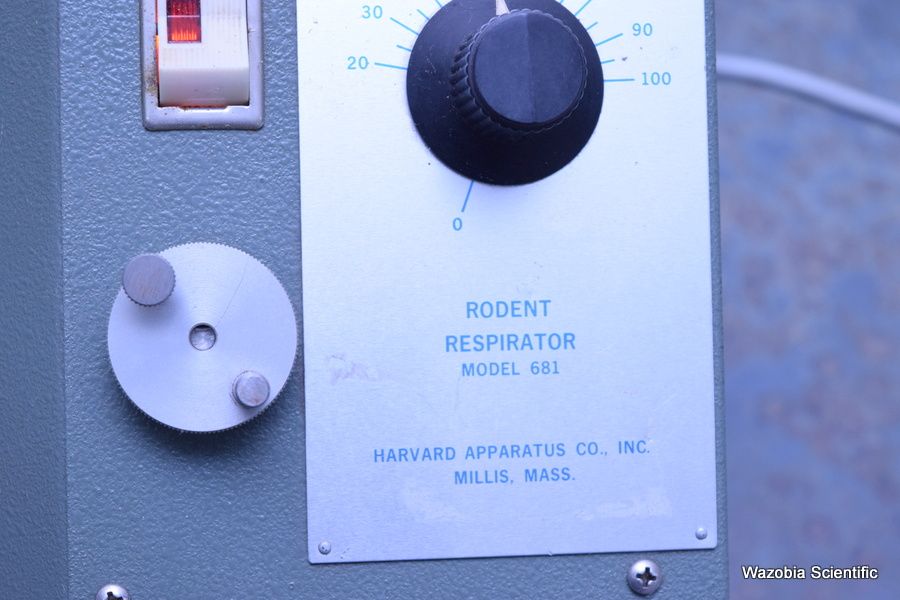 30
90
20
100
0
RODENT
RESPIRATOR
MODEL 681
HARVARD APPARATUS CO., INC.
MILLIS, MASS.
Wazobia Scientific